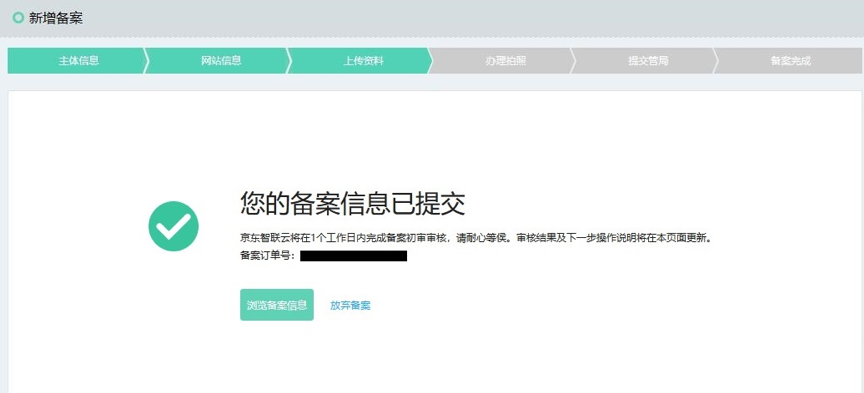 新增备案
主体信息
网站信息
上传资料
办理拍照
提交管局
备案完成
您的备案信息已提交
京东智联云将在1个工作日内完成备案初审审核，请耐心等侯。审核结果及下一步操作说明将在本页面更新。
备案订单号：
浏览备案信息 放弃备案